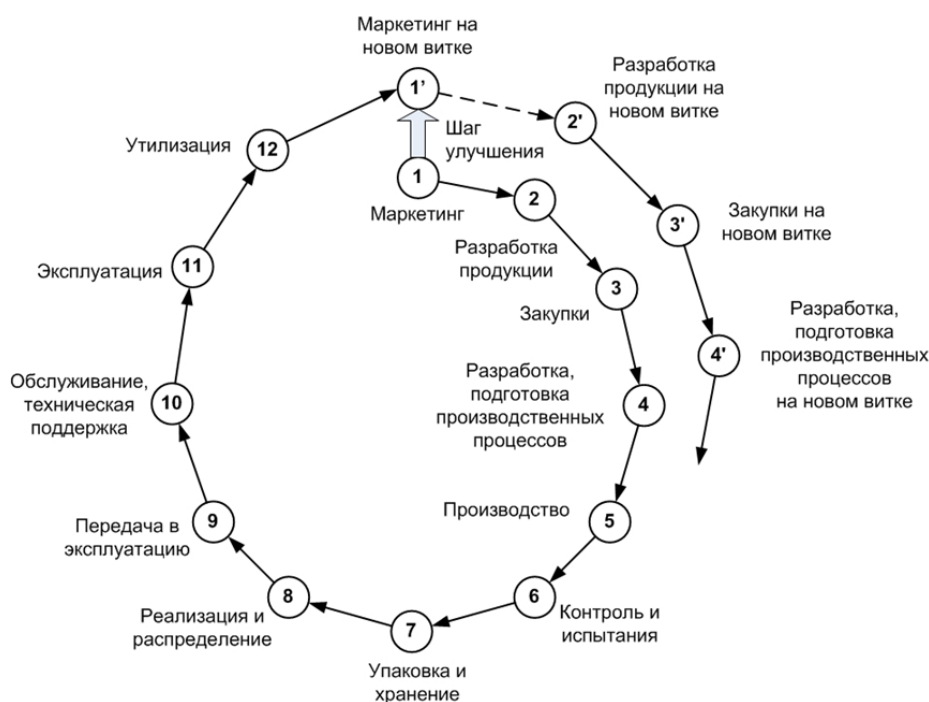 Маркетинг на
новом витке
1'
Разработка
продукции на
новом витке
2'
Шаг
улучшения
Утилизация
12
1
Маркетинг
2
Разработка
продукции
3'
Закупки на
новом витке
Эксплуатация
11
3
Закупки
4'
Разработка,
подготовка
производственных
процессов
на новом витке
Обслуживание,
техническая
поддержка
10
Разработка,
подготовка
производственных
процессов
4
Производство
5
Передача в
эксплуатацию
9
6
Контроль и
испытания
8
Реализация и
распределение
7
Упаковка и
хранение